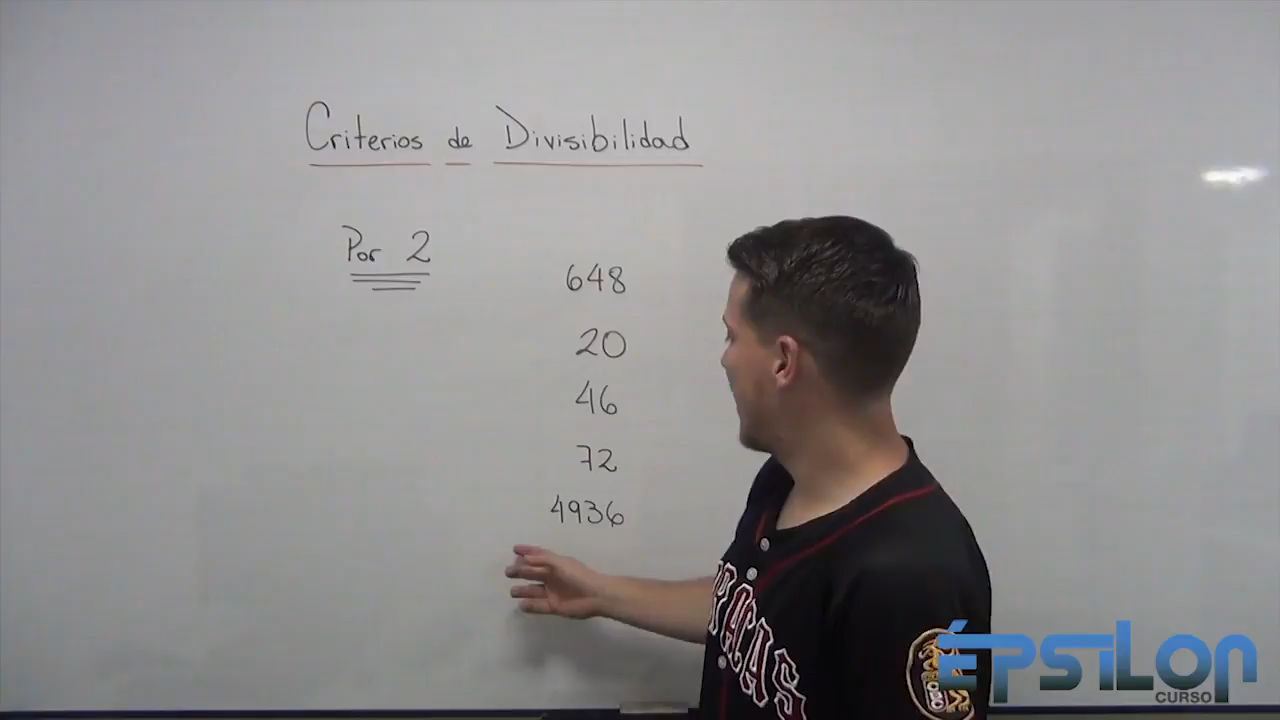 Criterios de Divisibilidad
Por 2
648
20
46
72
4936
ÉPSILON
CURSO